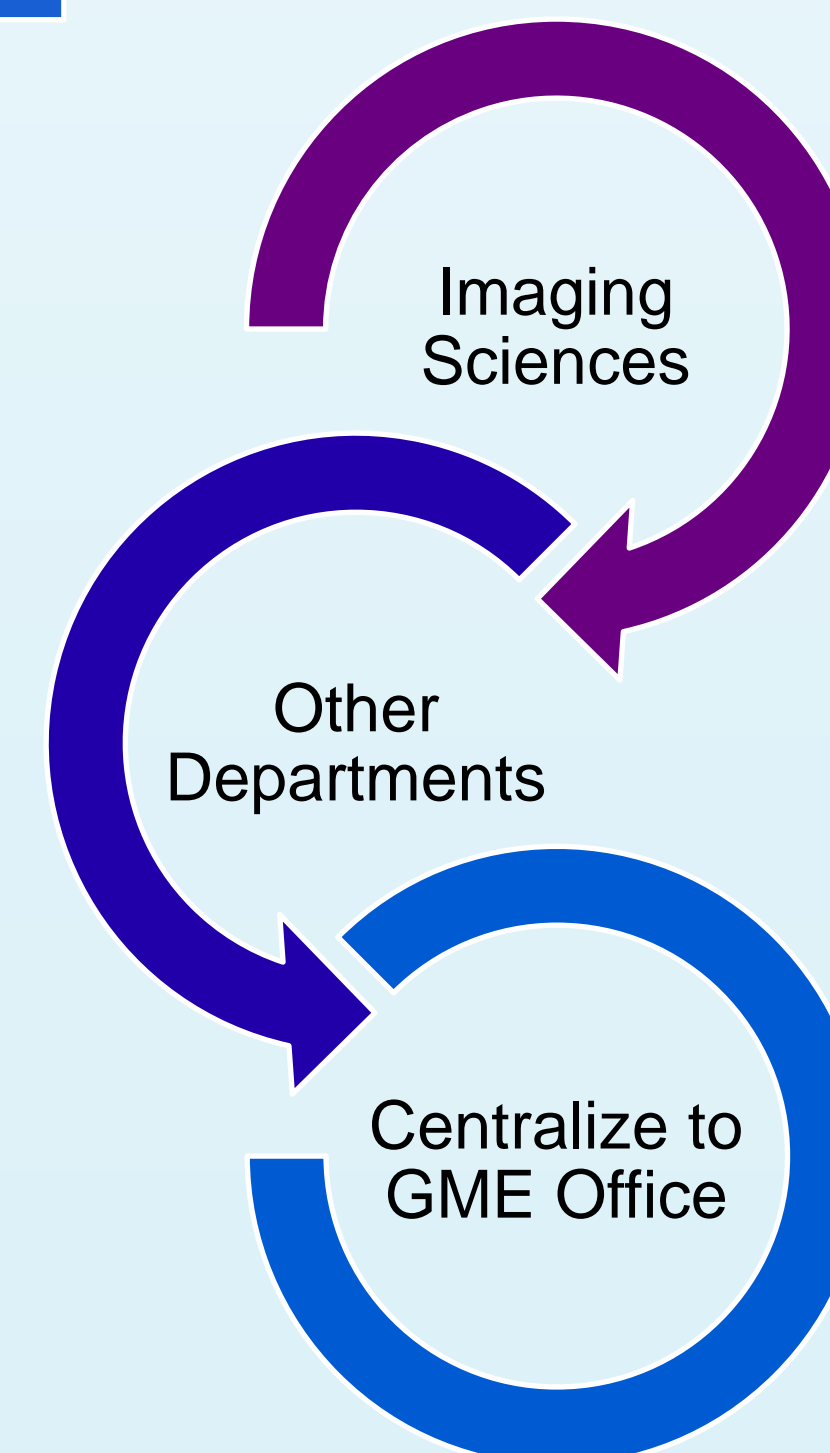 Imaging
Sciences
Other
Departments
Centralize to
GME Office